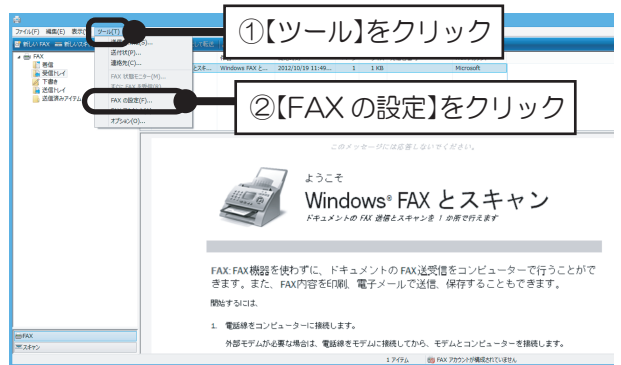 ①【ツール】をクリック
ファイル(F) 編集(E) 表示 ツール(T)
新しい FAX
送付状(P)...
連絡先(C)...
FAX 状態モニター(M)...
②【FAX の設定】をクリック
FAX の設定(F)...
オプション(O)...
FAX
着信
受信トレイ
下書き
送信トレイ
送信済みアイテム
Windows FAX と... 2012/10/19 11:49... 1 1 KB Microsoft
このメッセージには応答しないでください。
ようこそ
Windows® FAX とスキャン
ドキュメントの FAX 送信とスキャンを 1 か所で行えます
FAX: FAX機器を使わずに、ドキュメントの FAX送受信をコンピューターで行うことがで
きます。また、FAX内容を印刷、電子メールで送信、保存することもできます。
開始するには、
1. 電話線をコンピューターに接続します。
外部モデムが必要な場合は、電話線をモデムに接続してから、モデムとコンピューターを接続します。
FAX
スキャン
1 アイテム FAX アカウントが構成されていません